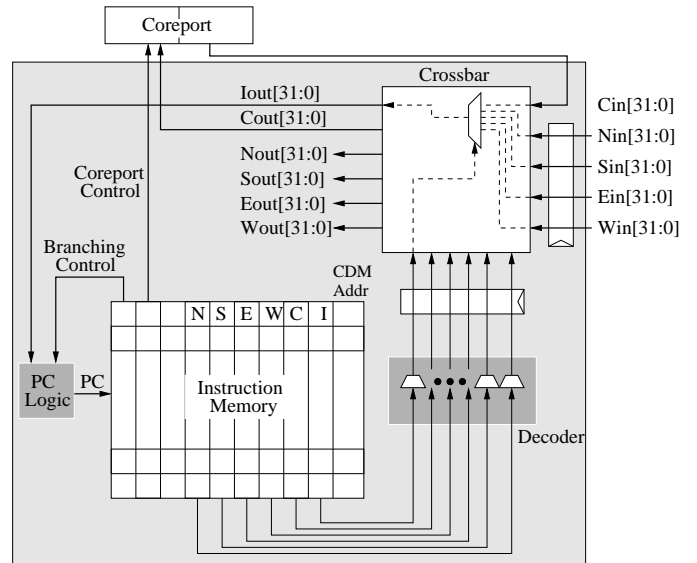 Coreport
Crossbar
Iout[31:0]
Cout[31:0]
Nout[31:0]
Sout[31:0]
Eout[31:0]
Wout[31:0]
Cin[31:0]
Nin[31:0]
Sin[31:0]
Ein[31:0]
Win[31:0]
Coreport
Control
Branching
Control
CDM
Addr
N S E W C I
PC
Logic
PC
Instruction
Memory
Decoder